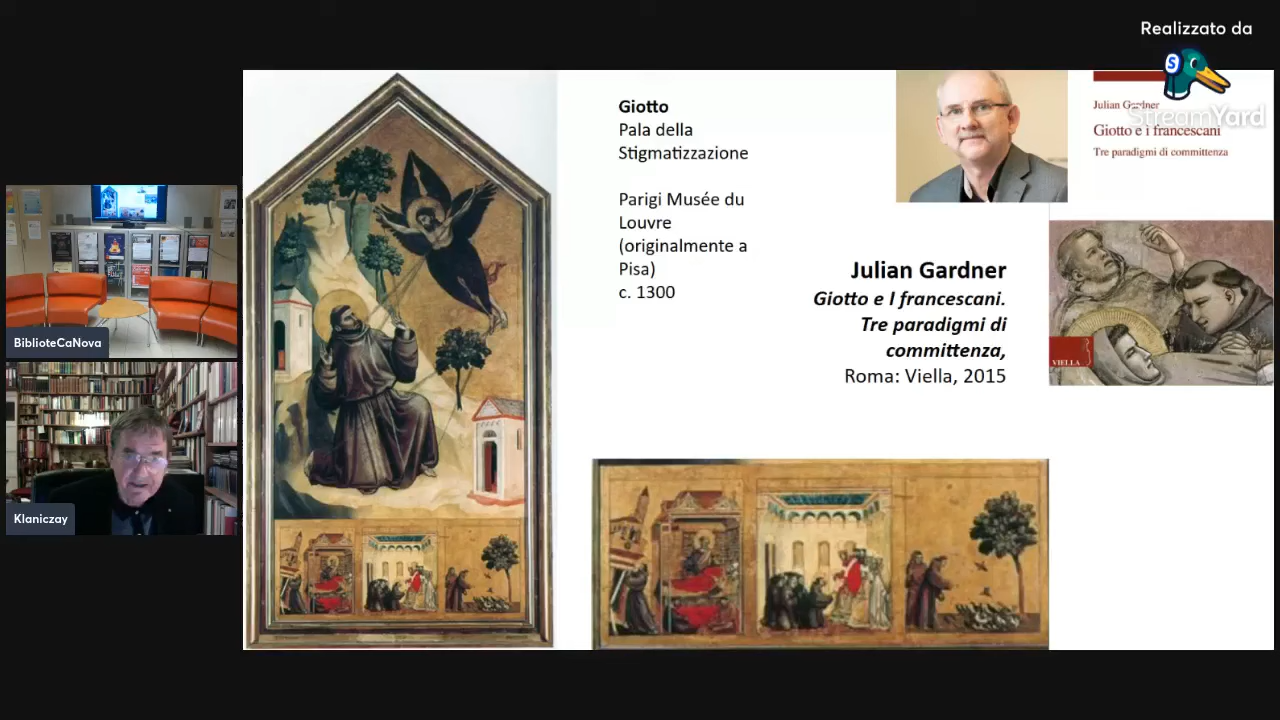 Realizzato da
StreamYard
Giotto
Pala della
Stigmatizzazione
Parigi Musée du
Louvre
(originalmente a
Pisa)
c. 1300
Julian Gardner
Giotto e i francescani
Tre paradigmi di committenza
Julian Gardner
Giotto e I francescani.
Tre paradigmi di
committenza,
Roma: Viella, 2015
VIELLA
BiblioteCaNova
Klaniczay